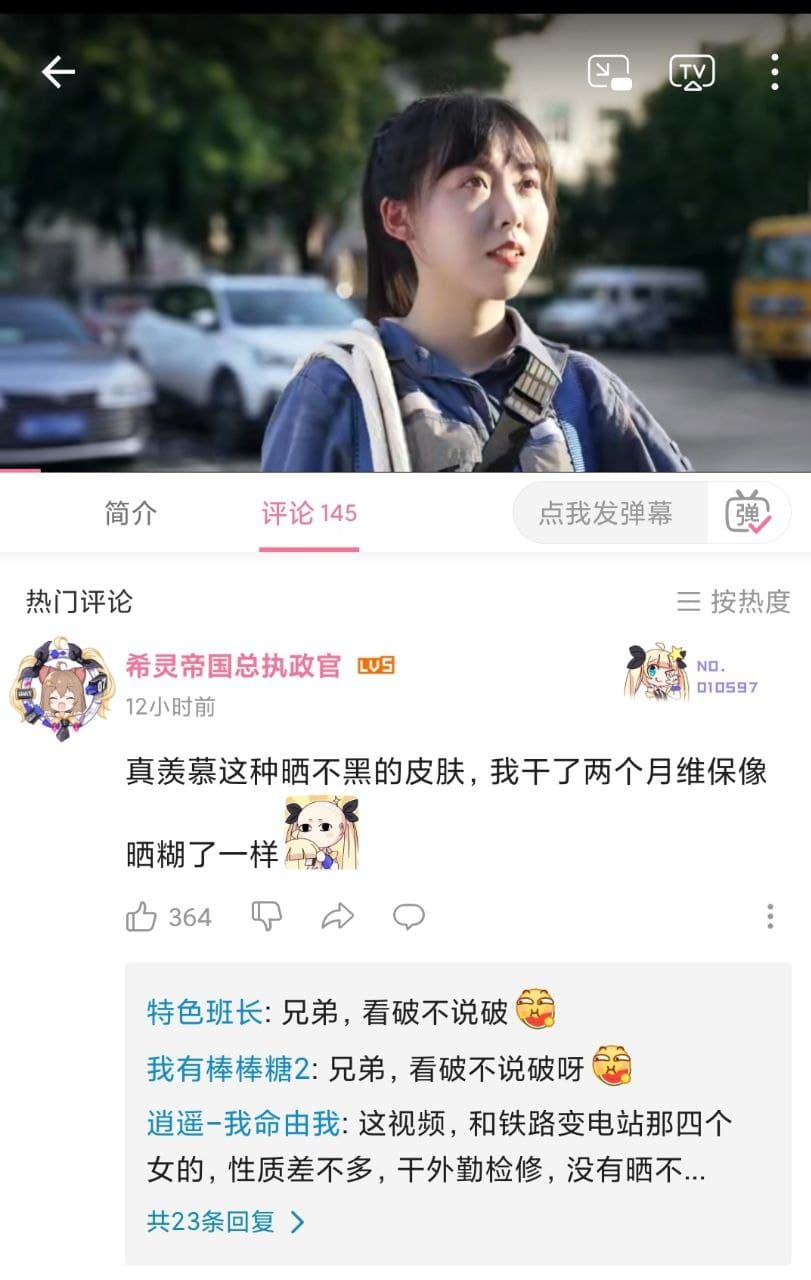 TV
简介
评论 145
点我发弹幕
弹
热门评论
按热度
希灵帝国总执政官 LV5
NO.
010597
12小时前
真羡慕这种晒不黑的皮肤，我干了两个月维保像
晒糊了一样
364
特色班长: 兄弟，看破不说破
我有棒棒糖2: 兄弟，看破不说破呀
逍遥-我命由我: 这视频，和铁路变电站那四个
女的，性质差不多，干外勤检修，没有晒不...
共23条回复